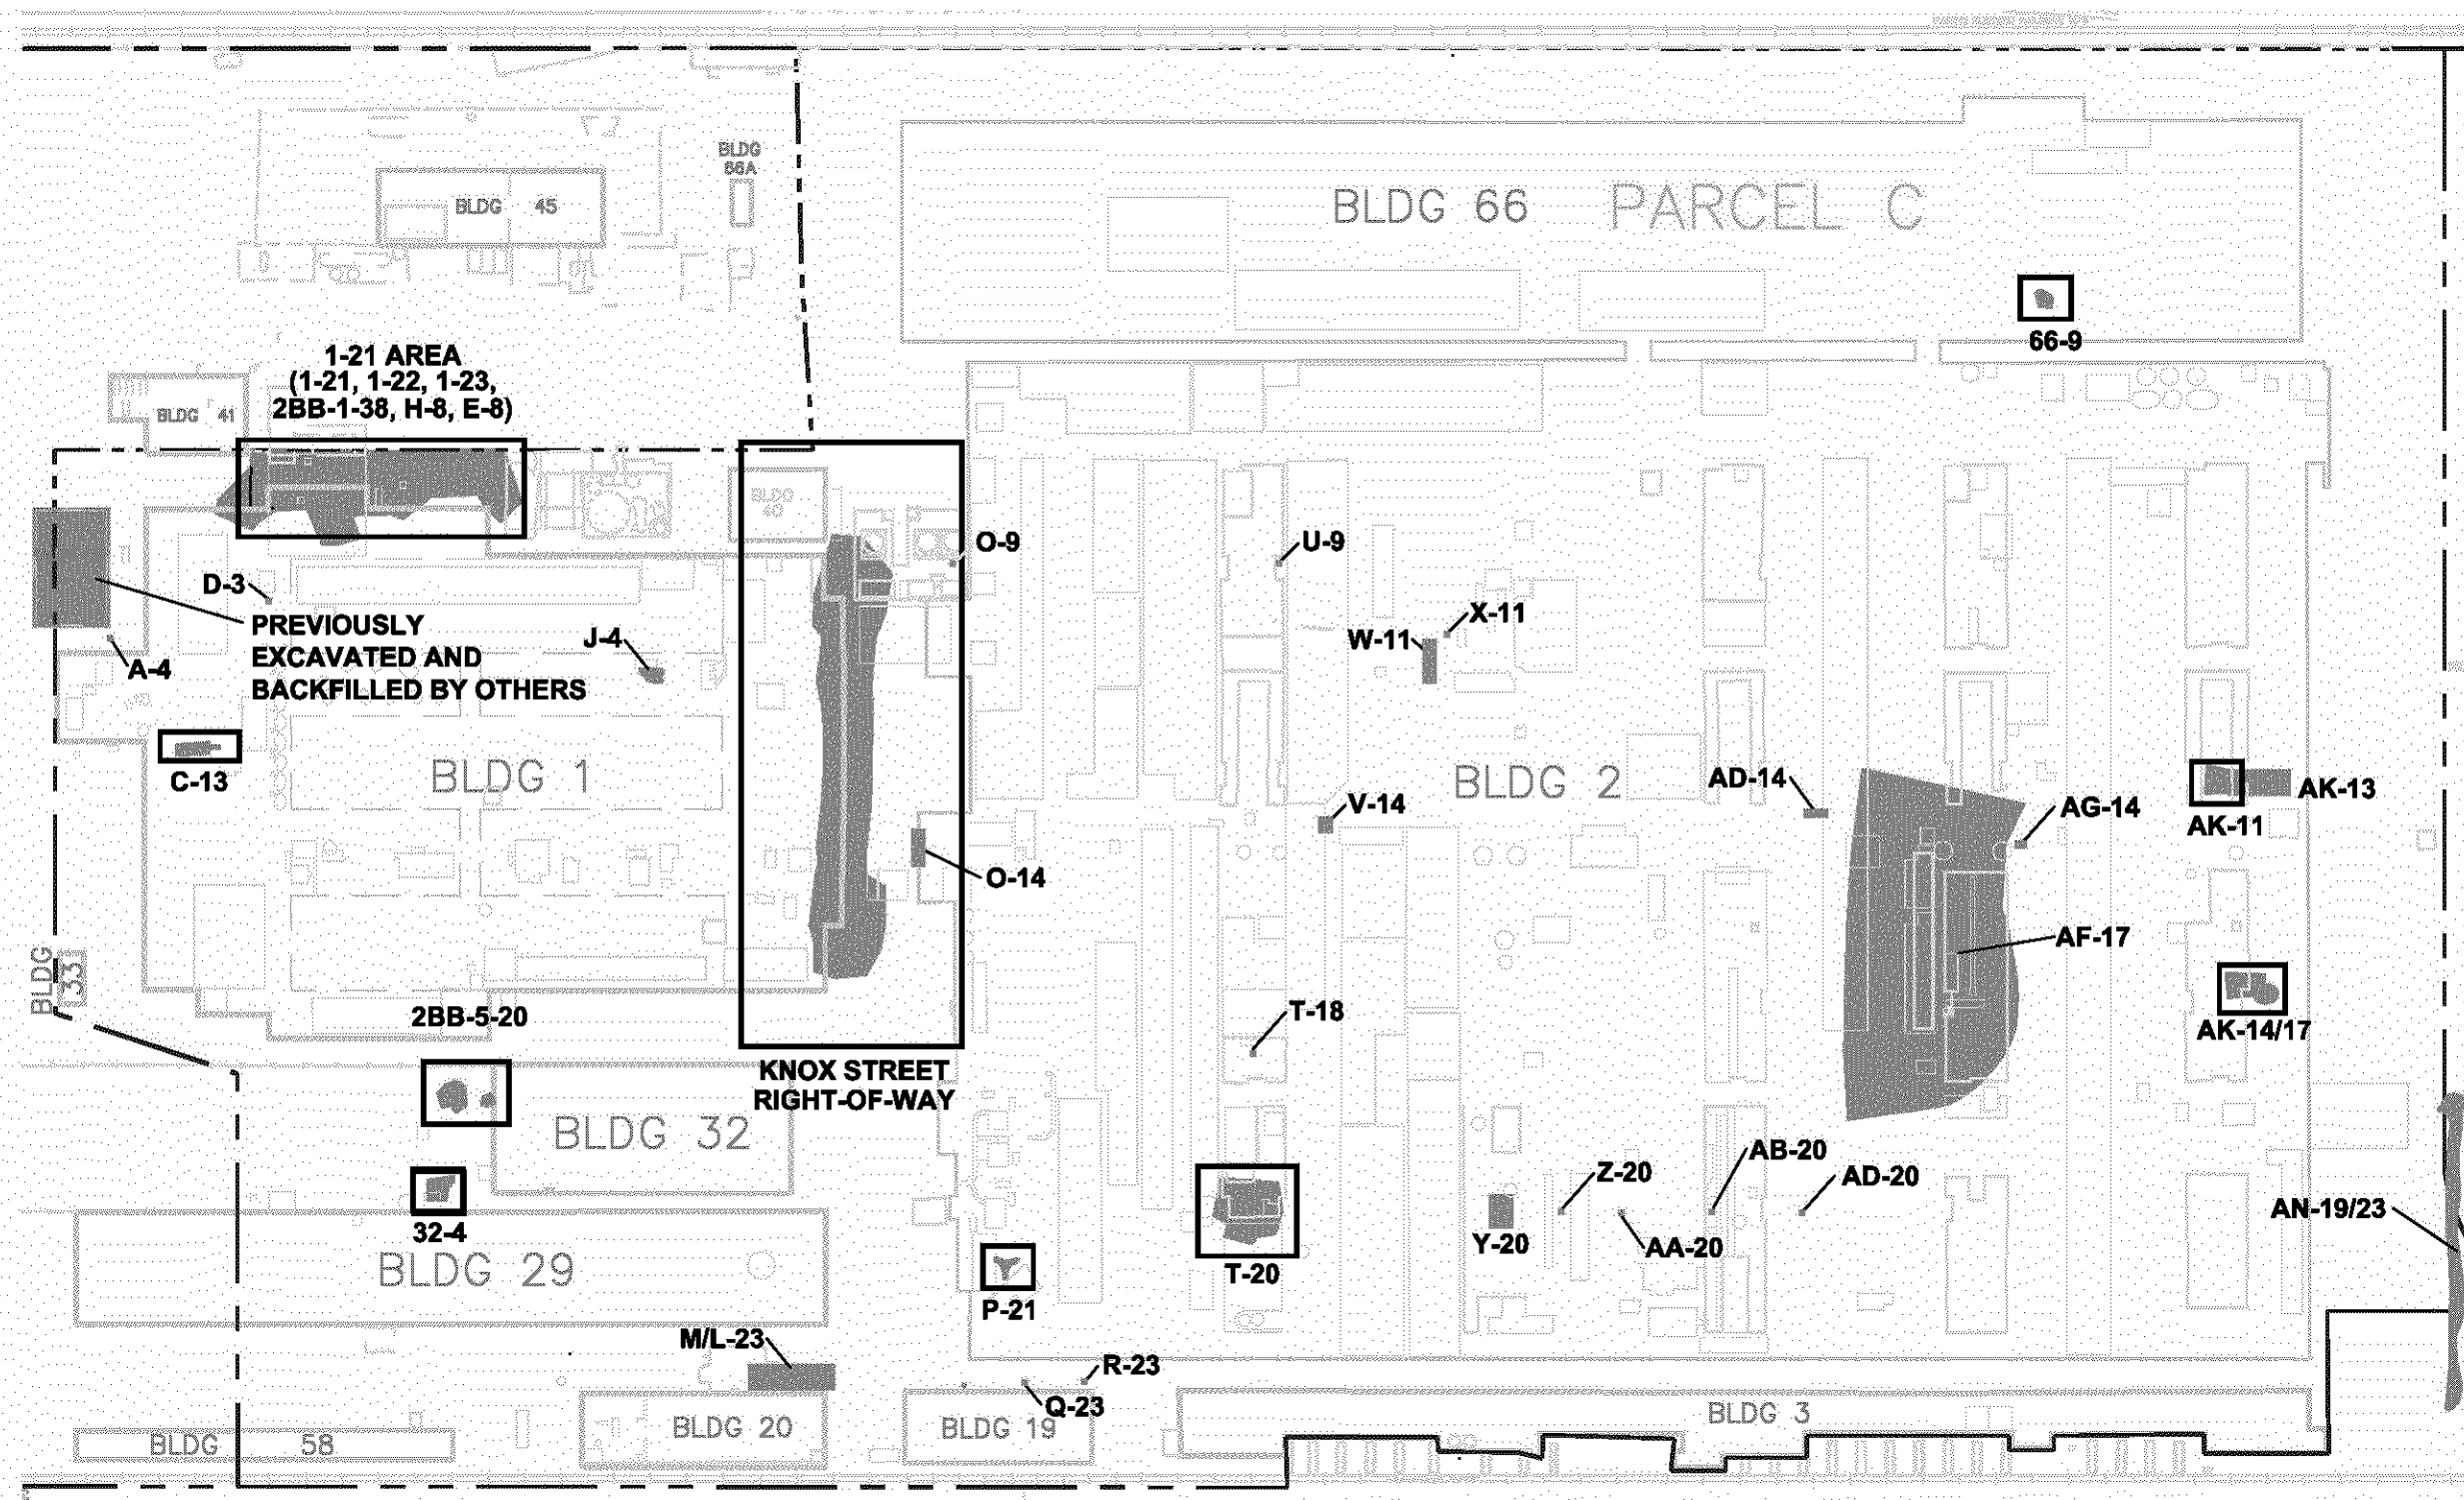 BLDG
66A
BLDG 45
BLDG 66 PARCEL C
66-9
1-21 AREA
(1-21, 1-22, 1-23,
2BB-1-38, H-8, E-8)
BLDG 41
BLDG
40
O-9
U-9
D-3
PREVIOUSLY
EXCAVATED AND
BACKFILLED BY OTHERS
A-4
J-4
X-11
W-11
C-13
BLDG 1
BLDG 2
AD-14
V-14
AG-14
AK-13
AK-11
O-14
AF-17
BLDG
33
2BB-5-20
T-18
AK-14/17
KNOX STREET
RIGHT-OF-WAY
BLDG 32
32-4
BLDG 29
Z-20
AB-20
AD-20
AN-19/23
Y-20
AA-20
T-20
P-21
M/L-23
R-23
Q-23
BLDG 58
BLDG 20
BLDG 19
BLDG 3